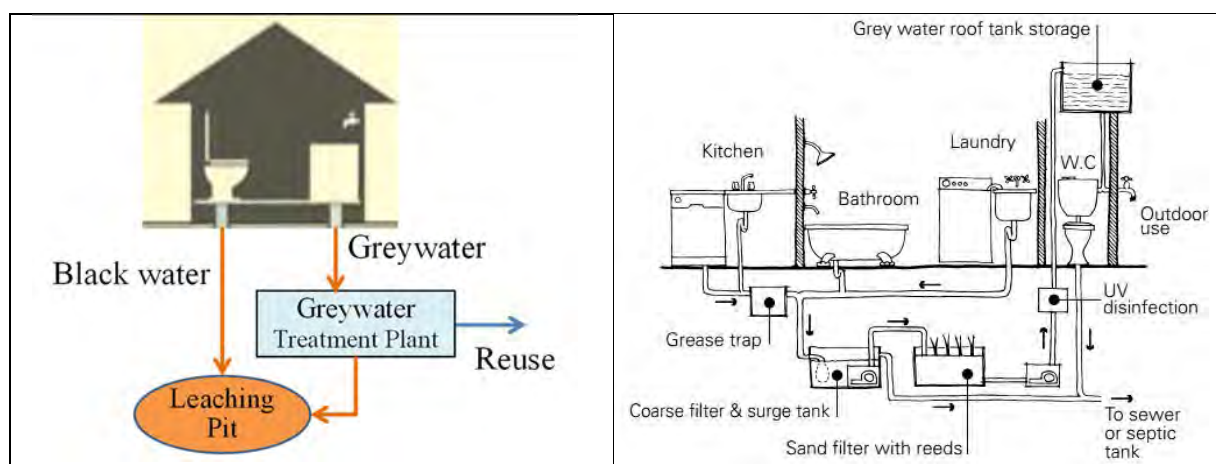 Black water
Greywater
Greywater
Treatment Plant
Reuse
Leaching
Pit
Grey water roof tank storage
Kitchen
Laundry
W.C
Bathroom
Outdoor
use
UV
disinfection
Grease trap
Coarse filter & surge tank
Sand filter with reeds
To sewer
or septic
tank